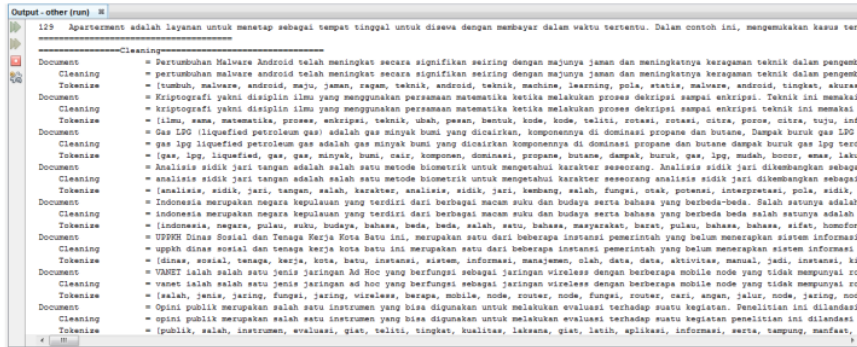 Output - other (run)
129 Aparterment adalah layanan untuk menetap sebagai tempat tinggal untuk disewa dengan membayar dalam waktu tertentu. Dalam contoh ini, mengemukakan kasus ter
===================================
===============Cleaning==============================
Document = Pertumbuhan Malware Android telah meningkat secara signifikan seiring dengan majunya jaman dan meningkatnya keragaman teknik dalam pengemb
Cleaning = pertumbuhan malware android telah meningkat secara signifikan seiring dengan majunya jaman dan meningkatnya keragaman teknik dalam pengemb
Tokenize = [tumbuh, malware, android, maju, jaman, ragam, teknik, android, teknik, machine, learning, pola, statis, malware, android, tingkat, akuras
Document = Kriptografi yakni disiplin ilmu yang menggunakan persamaan matematika ketika melakukan proses dekripsi sampai enkripsi. Teknik ini memaka
Cleaning = kriptografi yakni disiplin ilmu yang menggunakan persamaan matematika ketika melakukan proses dekripsi sampai enkripsi teknik ini memakai
Tokenize = [ilmu, sama, matematika, proses, enkripsi, teknik, ubah, pesan, bentuk, kode, kode, teliti, rotasi, rotasi, citra, poros, citra, tuju, inf
Document = Gas LPG (liquefied petroleum gas) adalah gas minyak bumi yang dicairkan, komponennya di dominasi propane dan butane, Dampak buruk gas LPG
Cleaning = gas lpg liquefied petroleum gas adalah gas minyak bumi yang dicairkan komponennya di dominasi propane dan butane dampak buruk gas lpg terd
Tokenize = [gas, lpg, liquefied, gas, gas, minyak, bumi, cair, komponen, dominasi, propane, butane, dampak, buruk, gas, lpg, mudah, bocor, emas, laku
Document = Analisis sidik jari tangan adalah salah satu metode biometrik untuk mengetahui karakter seseorang. Analisis sidik jari dikembangkan sebaga
Cleaning = analisis sidik jari tangan adalah salah satu metode biometrik untuk mengetahui karakter seseorang analisis sidik jari dikembangkan sebagai
Tokenize = [analisis, sidik, jari, tangan, salah, karakter, analisis, sidik, jari, kembang, salah, fungsi, otak, potensi, interpretasi, pola, sidik,
Document = Indonesia merupakan negara kepulauan yang terdiri dari berbagai macam suku dan budaya serta bahasa yang berbeda-beda. Salah satunya adalah
Cleaning = indonesia merupakan negara kepulauan yang terdiri dari berbagai macam suku dan budaya serta bahasa yang berbeda beda salah satunya adalah
Tokenize = [indonesia, negara, pulau, suku, budaya, bahasa, beda, beda, salah, satu, bahasa, masyarakat, barat, pulau, bahasa, bahasa, sifat, homofon
Document = UPPKH Dinas Sosial dan Tenaga Kerja Kota Batu ini, merupakan satu dari beberapa instansi pemerintah yang belum menerapkan sistem informasi
Cleaning = uppkh dinas sosial dan tenaga kerja kota batu ini merupakan satu dari beberapa instansi pemerintah yang belum menerapkan sistem informasi
Tokenize = [dinas, sosial, tenaga, kerja, kota, batu, instansi, sistem, informasi, manajemen, olah, data, data, aktivitas, manual, jadi, instansi, ki
Document = VANET ialah salah satu jenis jaringan Ad Hoc yang berfungsi sebagai jaringan wireless dengan berberapa mobile node yang tidak mempunyai ro
Cleaning = vanet ialah salah satu jenis jaringan ad hoc yang berfungsi sebagai jaringan wireless dengan berberapa mobile node yang tidak mempunyai ro
Tokenize = [salah, jenis, jaring, fungsi, jaring, wireless, berapa, mobile, node, router, node, fungsi, router, cari, angan, jalur, node, jaring, nod
Document = Opini publik merupakan salah satu instrumen yang bisa digunakan untuk melakukan evaluasi terhadap suatu kegiatan. Penelitian ini dilandasi
Cleaning = opini publik merupakan salah satu instrumen yang bisa digunakan untuk melakukan evaluasi terhadap suatu kegiatan penelitian ini dilandasi
Tokenize = [publik, salah, instrumen, evaluasi, giat, teliti, tingkat, kualitas, laksana, giat, latih, aplikasi, informasi, serta, tampung, manfaat,